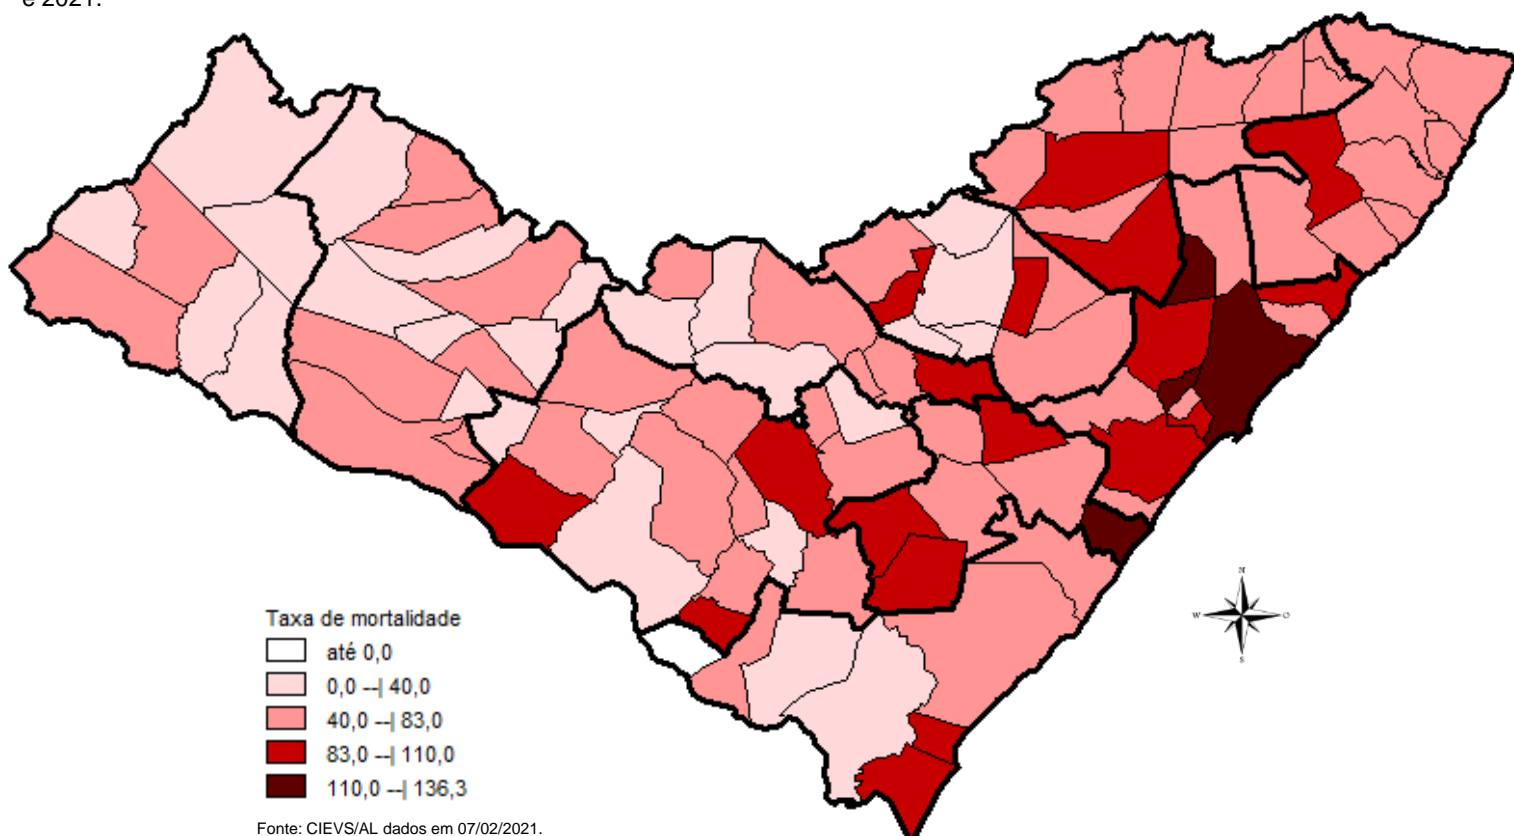 e 2021.
N
W
O
S
Taxa de mortalidade
até 0,0
0,0 --| 40,0
40,0 --| 83,0
83,0 --| 110,0
110,0 --| 136,3
Fonte: CIEVS/AL dados em 07/02/2021.